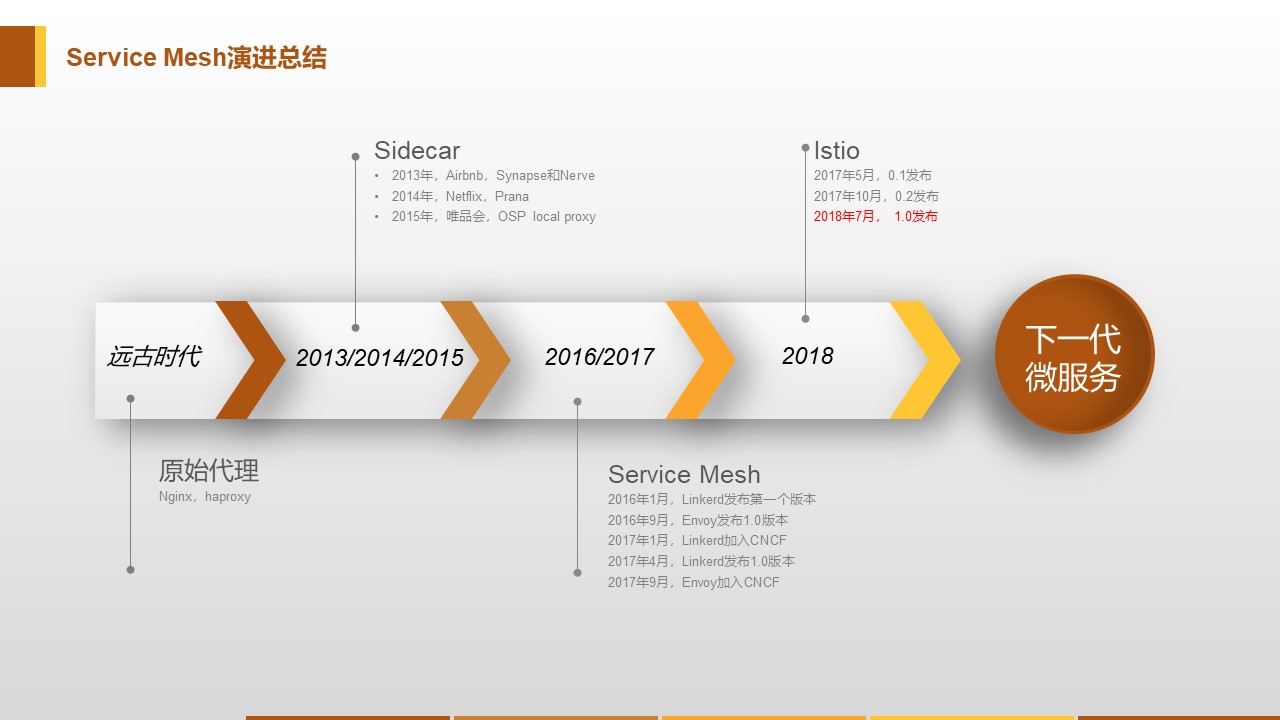 Service Mesh演进总结
Sidecar
• 2013年，Airbnb，Synapse和Nerve
• 2014年，Netflix，Prana
• 2015年，唯品会，OSP local proxy
Istio
2017年5月，0.1发布
2017年10月，0.2发布
2018年7月， 1.0发布
远古时代
2013/2014/2015
2016/2017
2018
下一代
微服务
原始代理
Nginx，haproxy
Service Mesh
2016年1月，Linkerd发布第一个版本
2016年9月，Envoy发布1.0版本
2017年1月，Linkerd加入CNCF
2017年4月，Linkerd发布1.0版本
2017年9月，Envoy加入CNCF